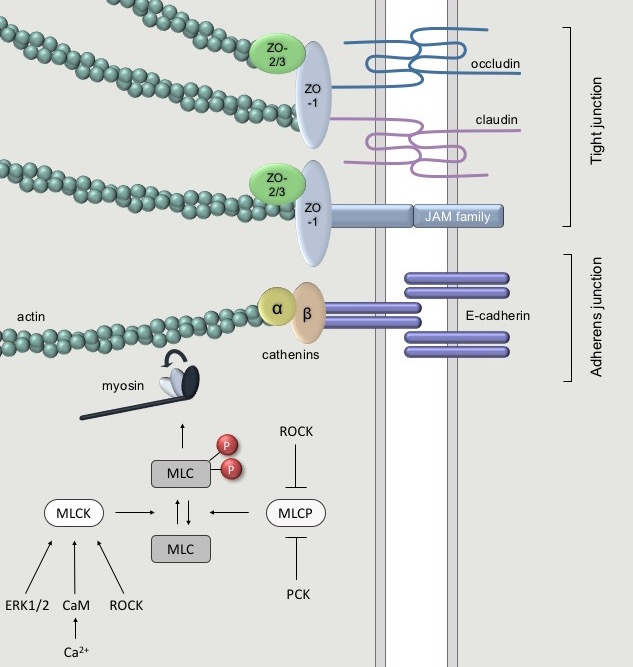 ZO-
2/3
ZO
-1
occludin
claudin
Tight junction
ZO-
2/3
ZO
-1
JAM family
Adherens junction
actin
α
β
E-cadherin
cathenins
myosin
P
P
ROCK
MLC
MLCK
MLCP
MLC
ERK1/2
CaM
ROCK
PCK
Ca²⁺